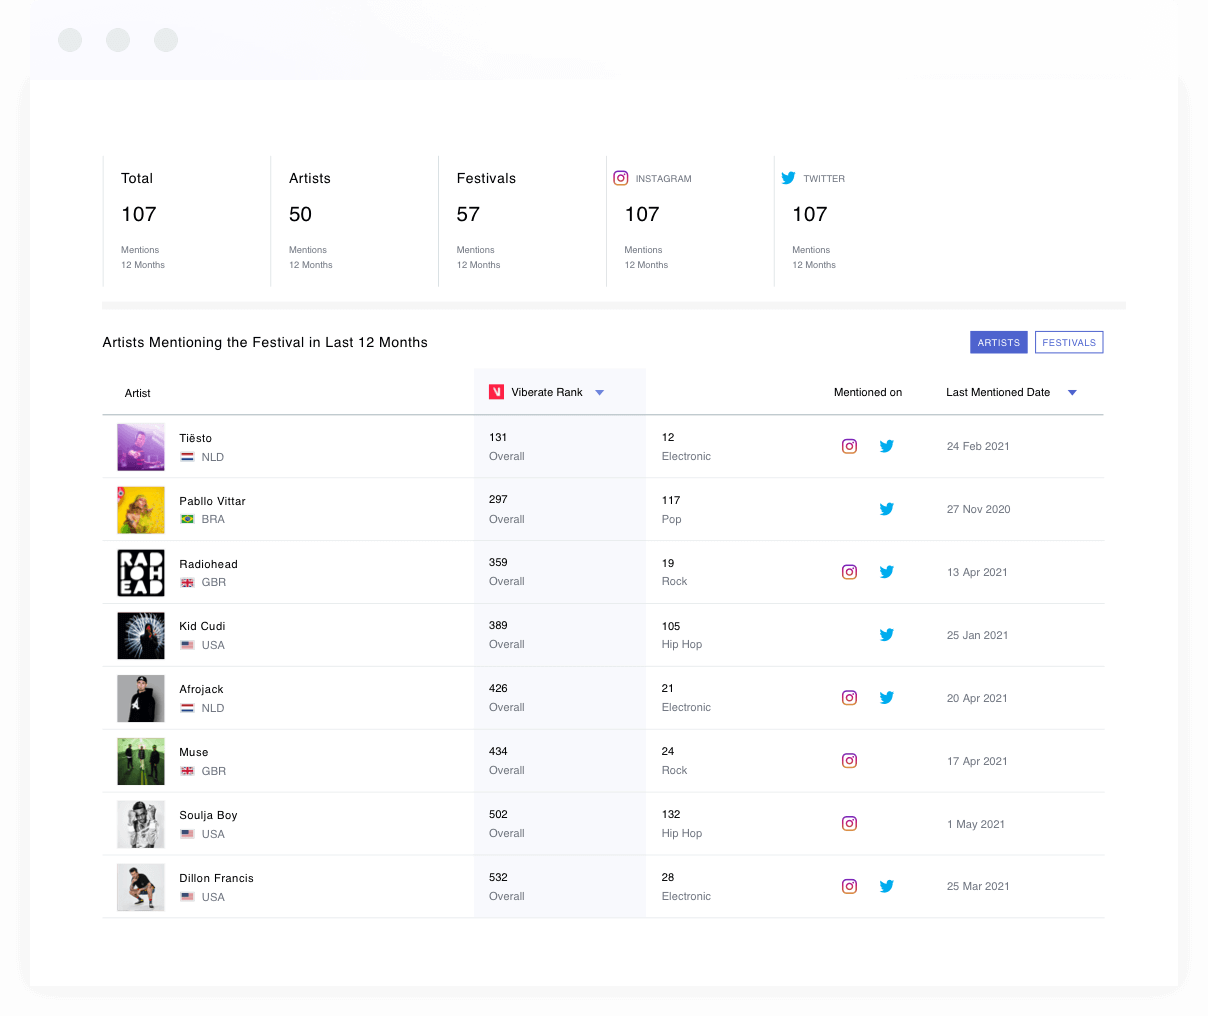 Total
Artists
Festivals
INSTAGRAM
TWITTER
107
50
57
107
107
Mentions
Mentions
Mentions
Mentions
Mentions
12 Months
12 Months
12 Months
12 Months
12 Months
Artists Mentioning the Festival in Last 12 Months
ARTISTS
FESTIVALS
Artist
Viberate Rank
Mentioned on
Last Mentioned Date
Tiësto
NLD
131
Overall
12
Electronic
24 Feb 2021
Pabllo Vittar
BRA
297
Overall
117
Pop
27 Nov 2020
RAD
IOH
EAD
Radiohead
GBR
359
Overall
19
Rock
13 Apr 2021
Kid Cudi
USA
389
Overall
105
Hip Hop
25 Jan 2021
Afrojack
NLD
426
Overall
21
Electronic
20 Apr 2021
Muse
GBR
434
Overall
24
Rock
17 Apr 2021
Soulja Boy
USA
502
Overall
132
Hip Hop
1 May 2021
Dillon Francis
USA
532
Overall
28
Electronic
25 Mar 2021